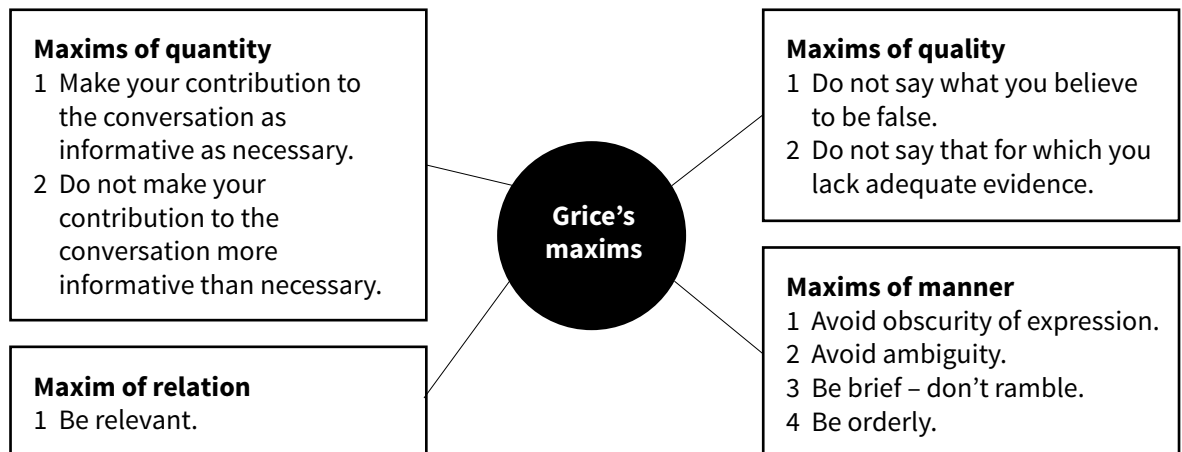 Maxims of quantity
1 Make your contribution to
the conversation as
informative as necessary.
2 Do not make your
contribution to the
conversation more
informative than necessary.
Maxim of relation
1 Be relevant.
Grice’s
maxims
Maxims of quality
1 Do not say what you believe
to be false.
2 Do not say that for which you
lack adequate evidence.
Maxims of manner
1 Avoid obscurity of expression.
2 Avoid ambiguity.
3 Be brief – don’t ramble.
4 Be orderly.